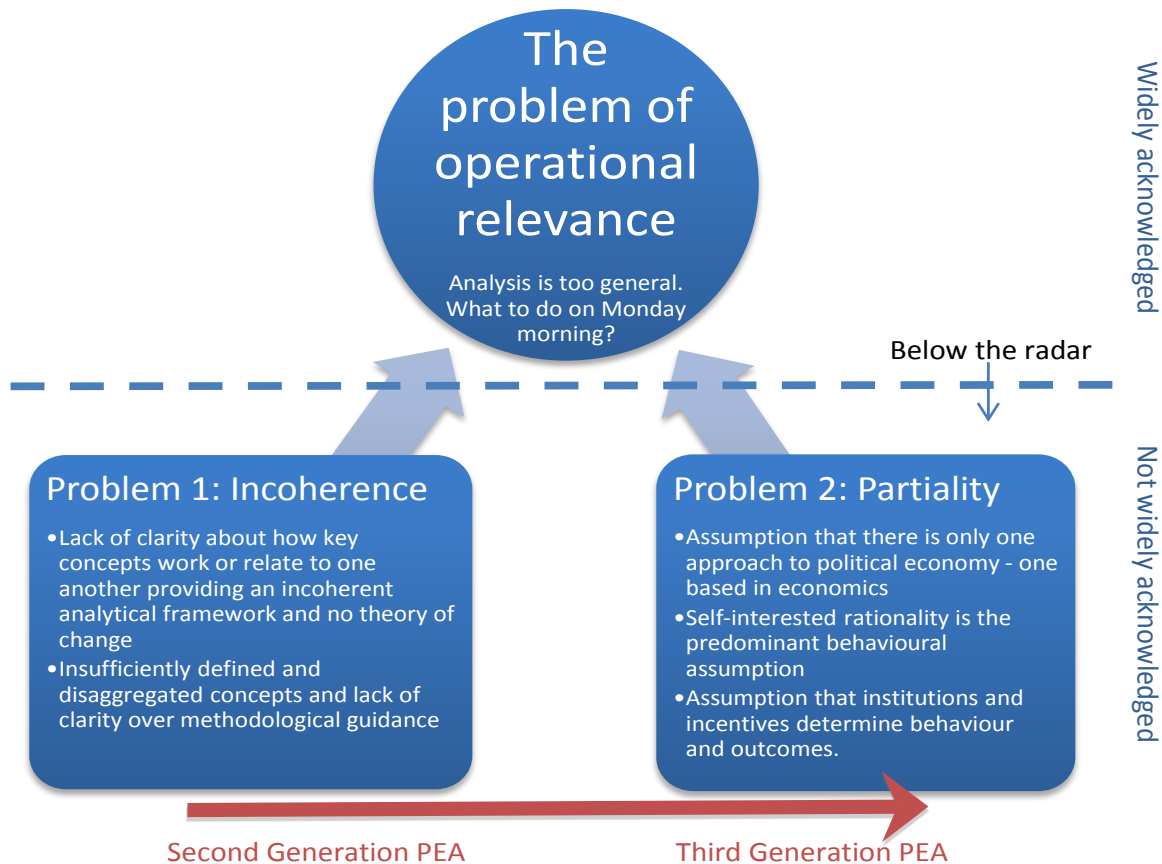 The
problem of
operational
relevance
Analysis is too general.
What to do on Monday
morning?
Widely acknowledged
Below the radar
Problem 1: Incoherence
•Lack of clarity about how key
concepts work or relate to one
another providing an incoherent
analytical framework and no theory of
change
•Insufficiently defined and
disaggregated concepts and lack of
clarity over methodological guidance
Problem 2: Partiality
•Assumption that there is only one
approach to political economy - one
based in economics
•Self-interested rationality is the
predominant behavioural
assumption
•Assumption that institutions and
incentives determine behaviour
and outcomes.
Not widely acknowledged
Second Generation PEA
Third Generation PEA